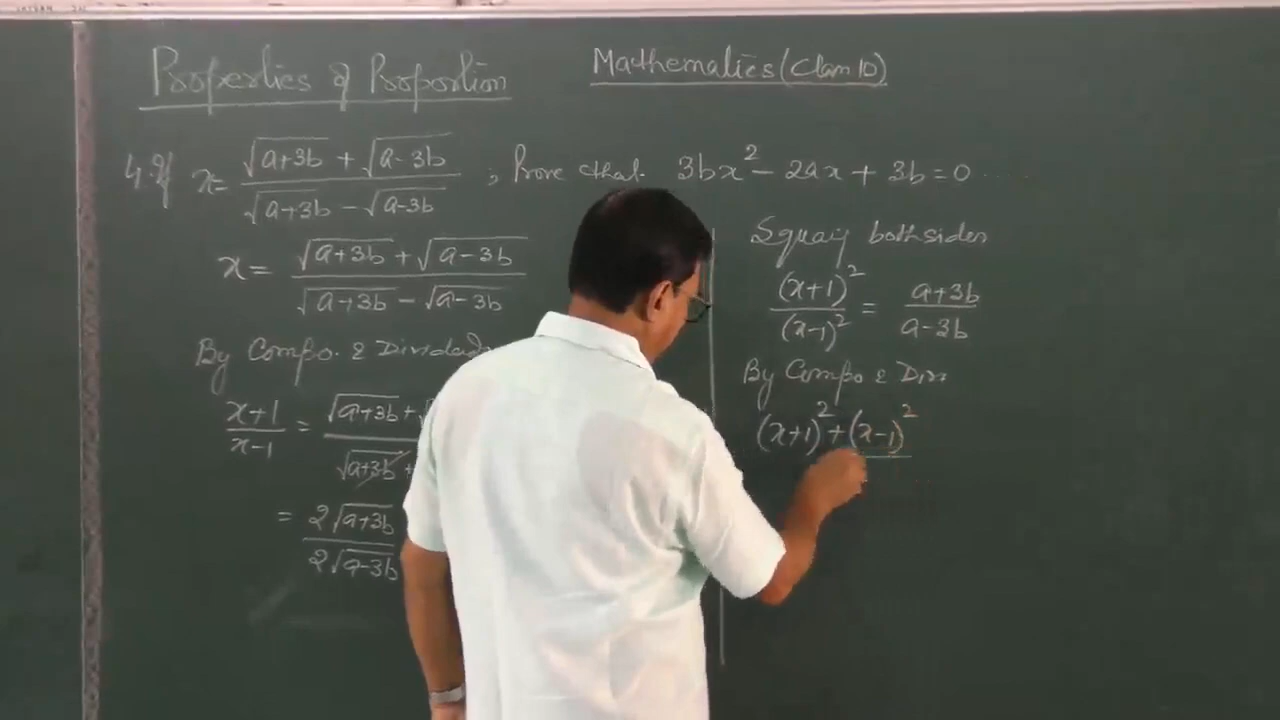 Properties of Proportion
Mathematics (Class 10)
4. If x = (√(a+3b) + √(a-3b)) / (√(a+3b) - √(a-3b)) ; Prove that 3bx² - 2ax + 3b = 0
x = (√(a+3b) + √(a-3b)) / (√(a+3b) - √(a-3b))
By Compo. & Dividendo
(x+1)/(x-1) = (√(a+3b) + √ / (√(a+3b) +
= 2√(a+3b) / 2√(a-3b)
Squaring both sides
(x+1)² / (x-1)² = (a+3b) / (a-3b)
By Compo & Divi
(x+1)² + (x-1)²